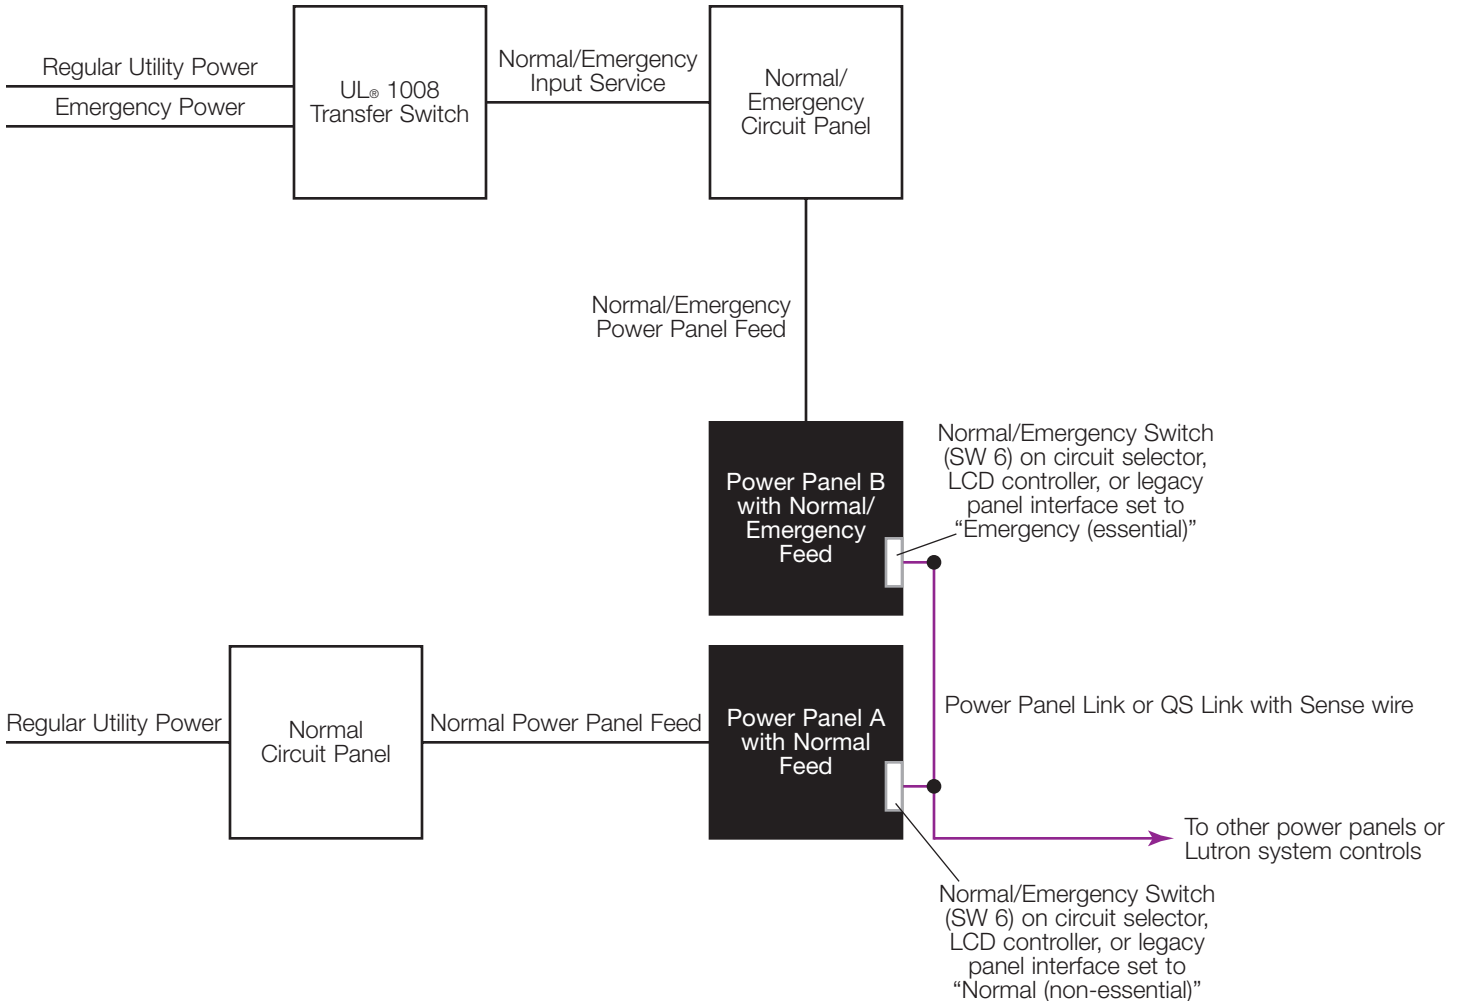 Regular Utility Power
Emergency Power
UL® 1008
Transfer Switch
Normal/Emergency
Input Service
Normal/
Emergency
Circuit Panel
Normal/Emergency
Power Panel Feed
Power Panel B
with Normal/
Emergency
Feed
Normal/Emergency Switch
(SW 6) on circuit selector,
LCD controller, or legacy
panel interface set to
“Emergency (essential)”
Regular Utility Power
Normal
Circuit Panel
Normal Power Panel Feed
Power Panel A
with Normal
Feed
Power Panel Link or QS Link with Sense wire
To other power panels or
Lutron system controls
Normal/Emergency Switch
(SW 6) on circuit selector,
LCD controller, or legacy
panel interface set to
“Normal (non-essential)”